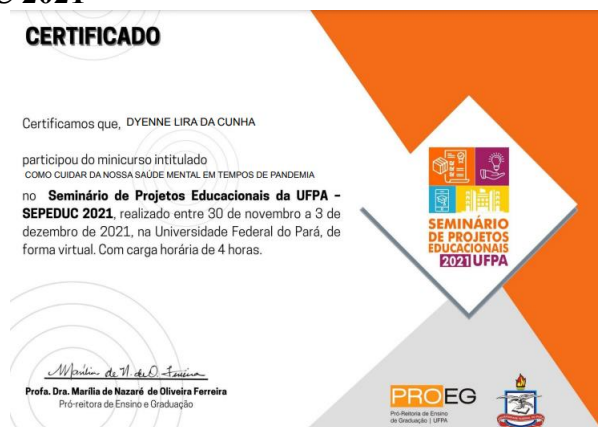 CERTIFICADO
Certificamos que, DYENNE LIRA DA CUNHA
participou do minicurso intitulado
COMO CUIDAR DA NOSSA SAÚDE MENTAL EM TEMPOS DE PANDEMIA
no Seminário de Projetos Educacionais da UFPA –
SEPEDUC 2021, realizado entre 30 de novembro a 3 de
dezembro de 2021, na Universidade Federal do Pará, de
forma virtual. Com carga horária de 4 horas.
SEMINÁRIO
DE PROJETOS
EDUCACIONAIS
2021 UFPA
Profa. Dra. Marília de Nazaré de Oliveira Ferreira
Pró-reitora de Ensino e Graduação
PROEG
Pró-Reitoria de Ensino
de Graduação | UFPA